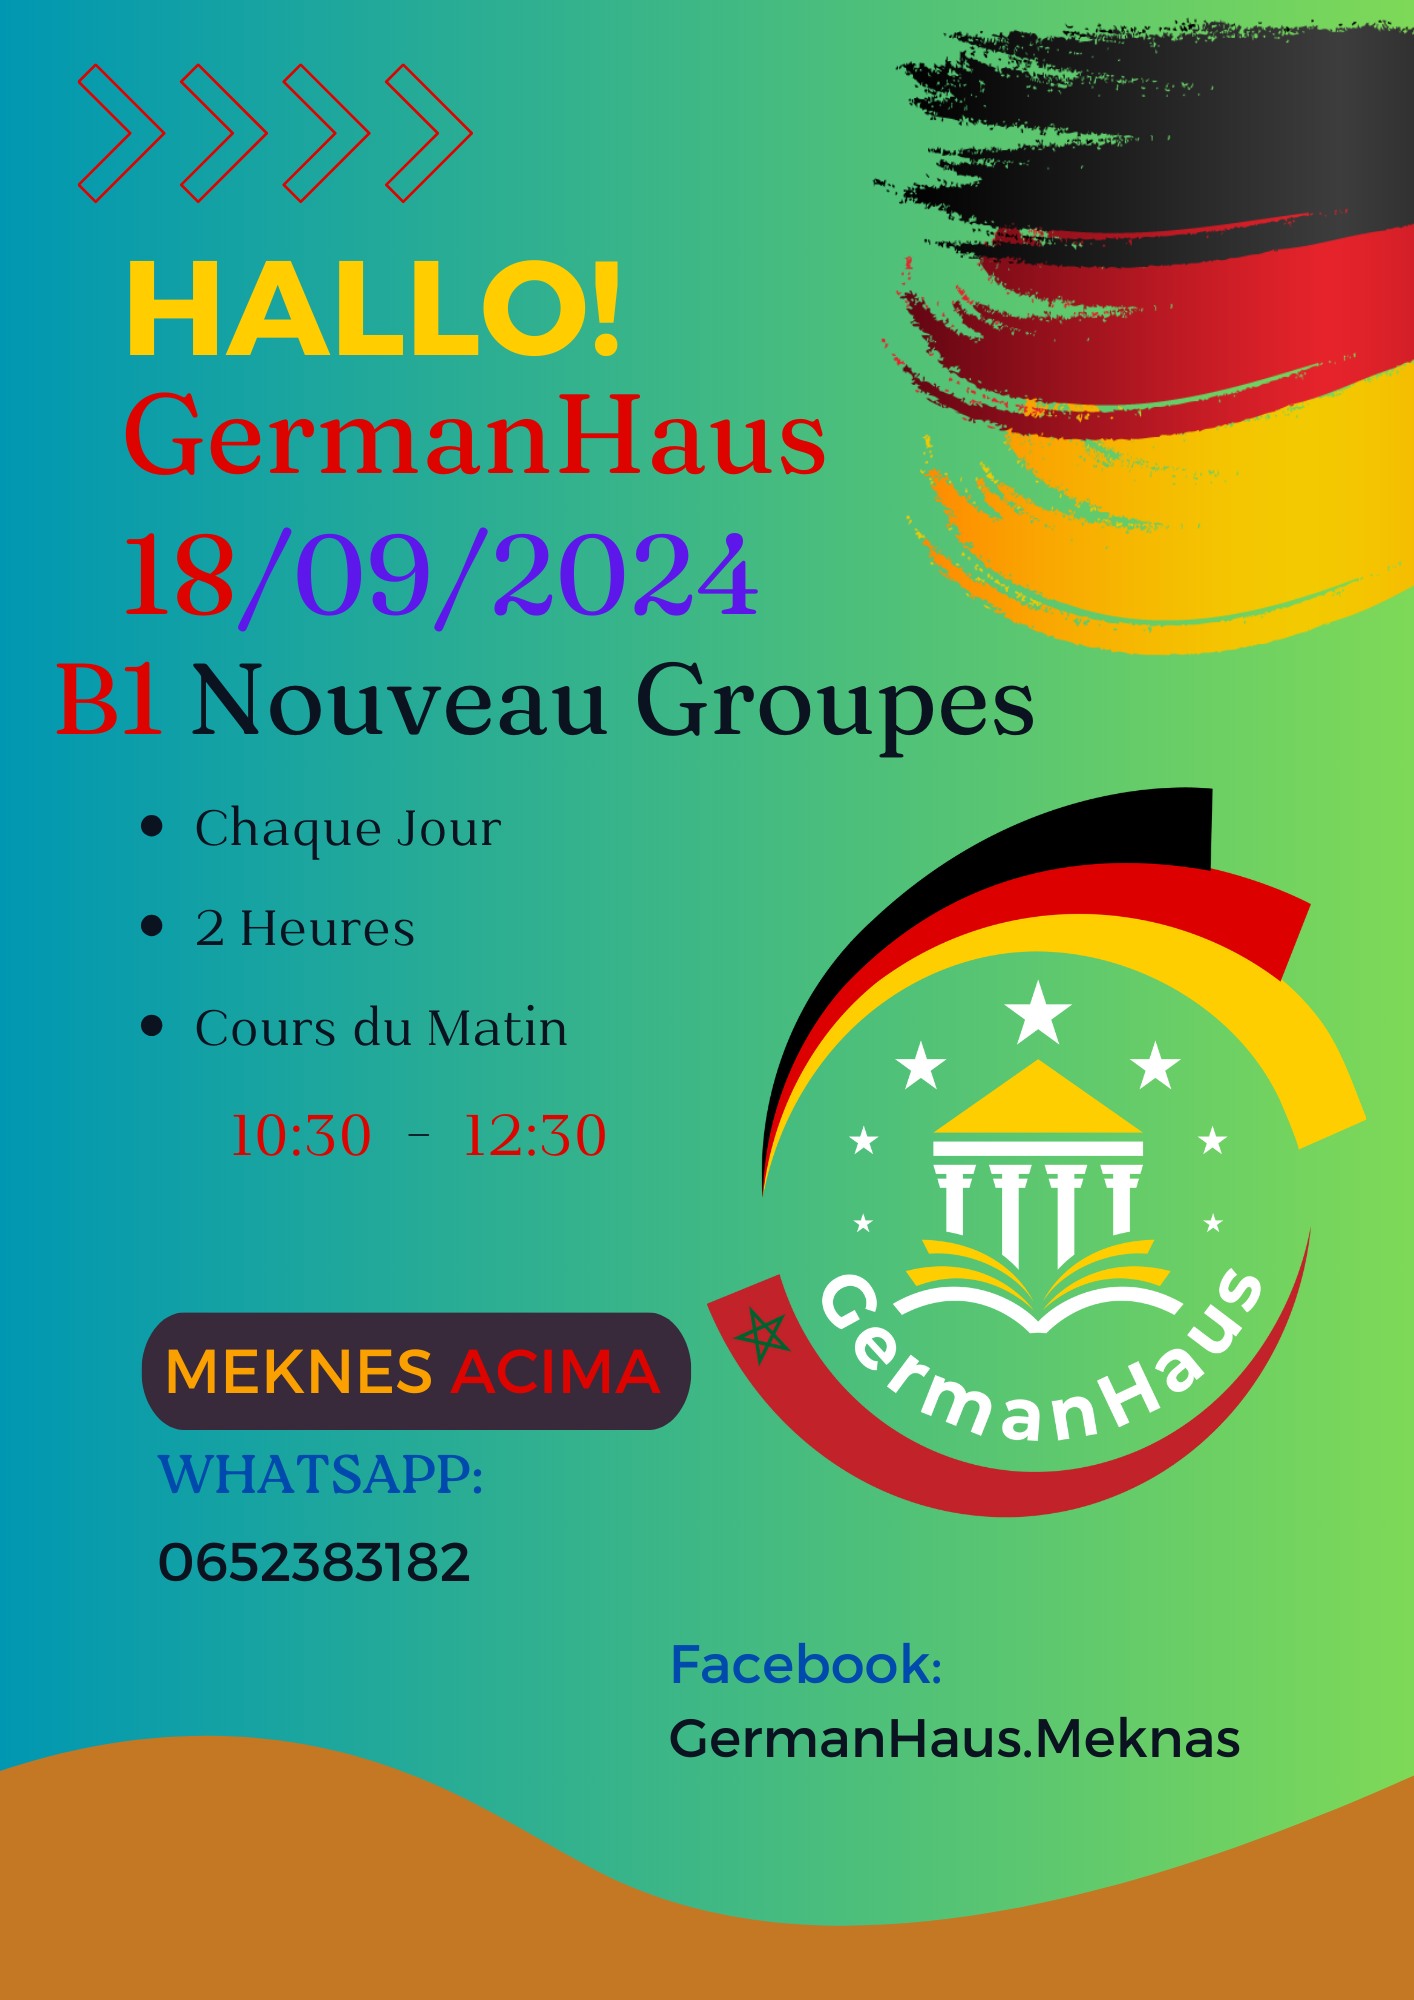 HALLO!
GermanHaus
18/09/2024
B1 Nouveau Groupes
• Chaque Jour
• 2 Heures
• Cours du Matin
10:30 - 12:30
GermanHaus
MEKNES ACIMA
WHATSAPP:
0652383182
Facebook:
GermanHaus.Meknas